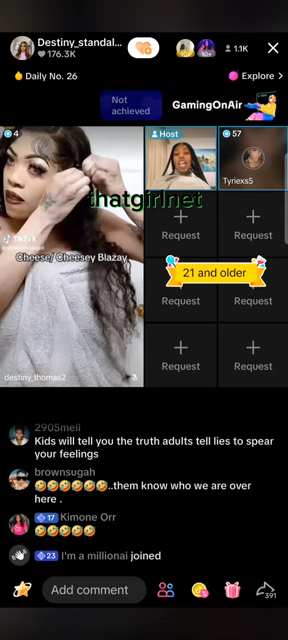 Destiny_standal...
176.3K
10+
10+
1.1K
Daily No. 26
Explore >
Not
achieved
GamingOnAir
4
Host
57
thatgirlnet
Tyriexs5
TikTok
Cheese/ Cheesey Blazay
Request
Request
21 and older
Request
Request
Request
Request
destiny_thomas2
2905mell
Kids will tell you the truth adults tell lies to spear
your feelings
brownsugah
🤣🤣🤣🤣🤣🤣..them know who we are over
here .
17 Kimone Orr
🤣🤣🤣🤣🤣
23 I'm a millionai joined
Add comment
391